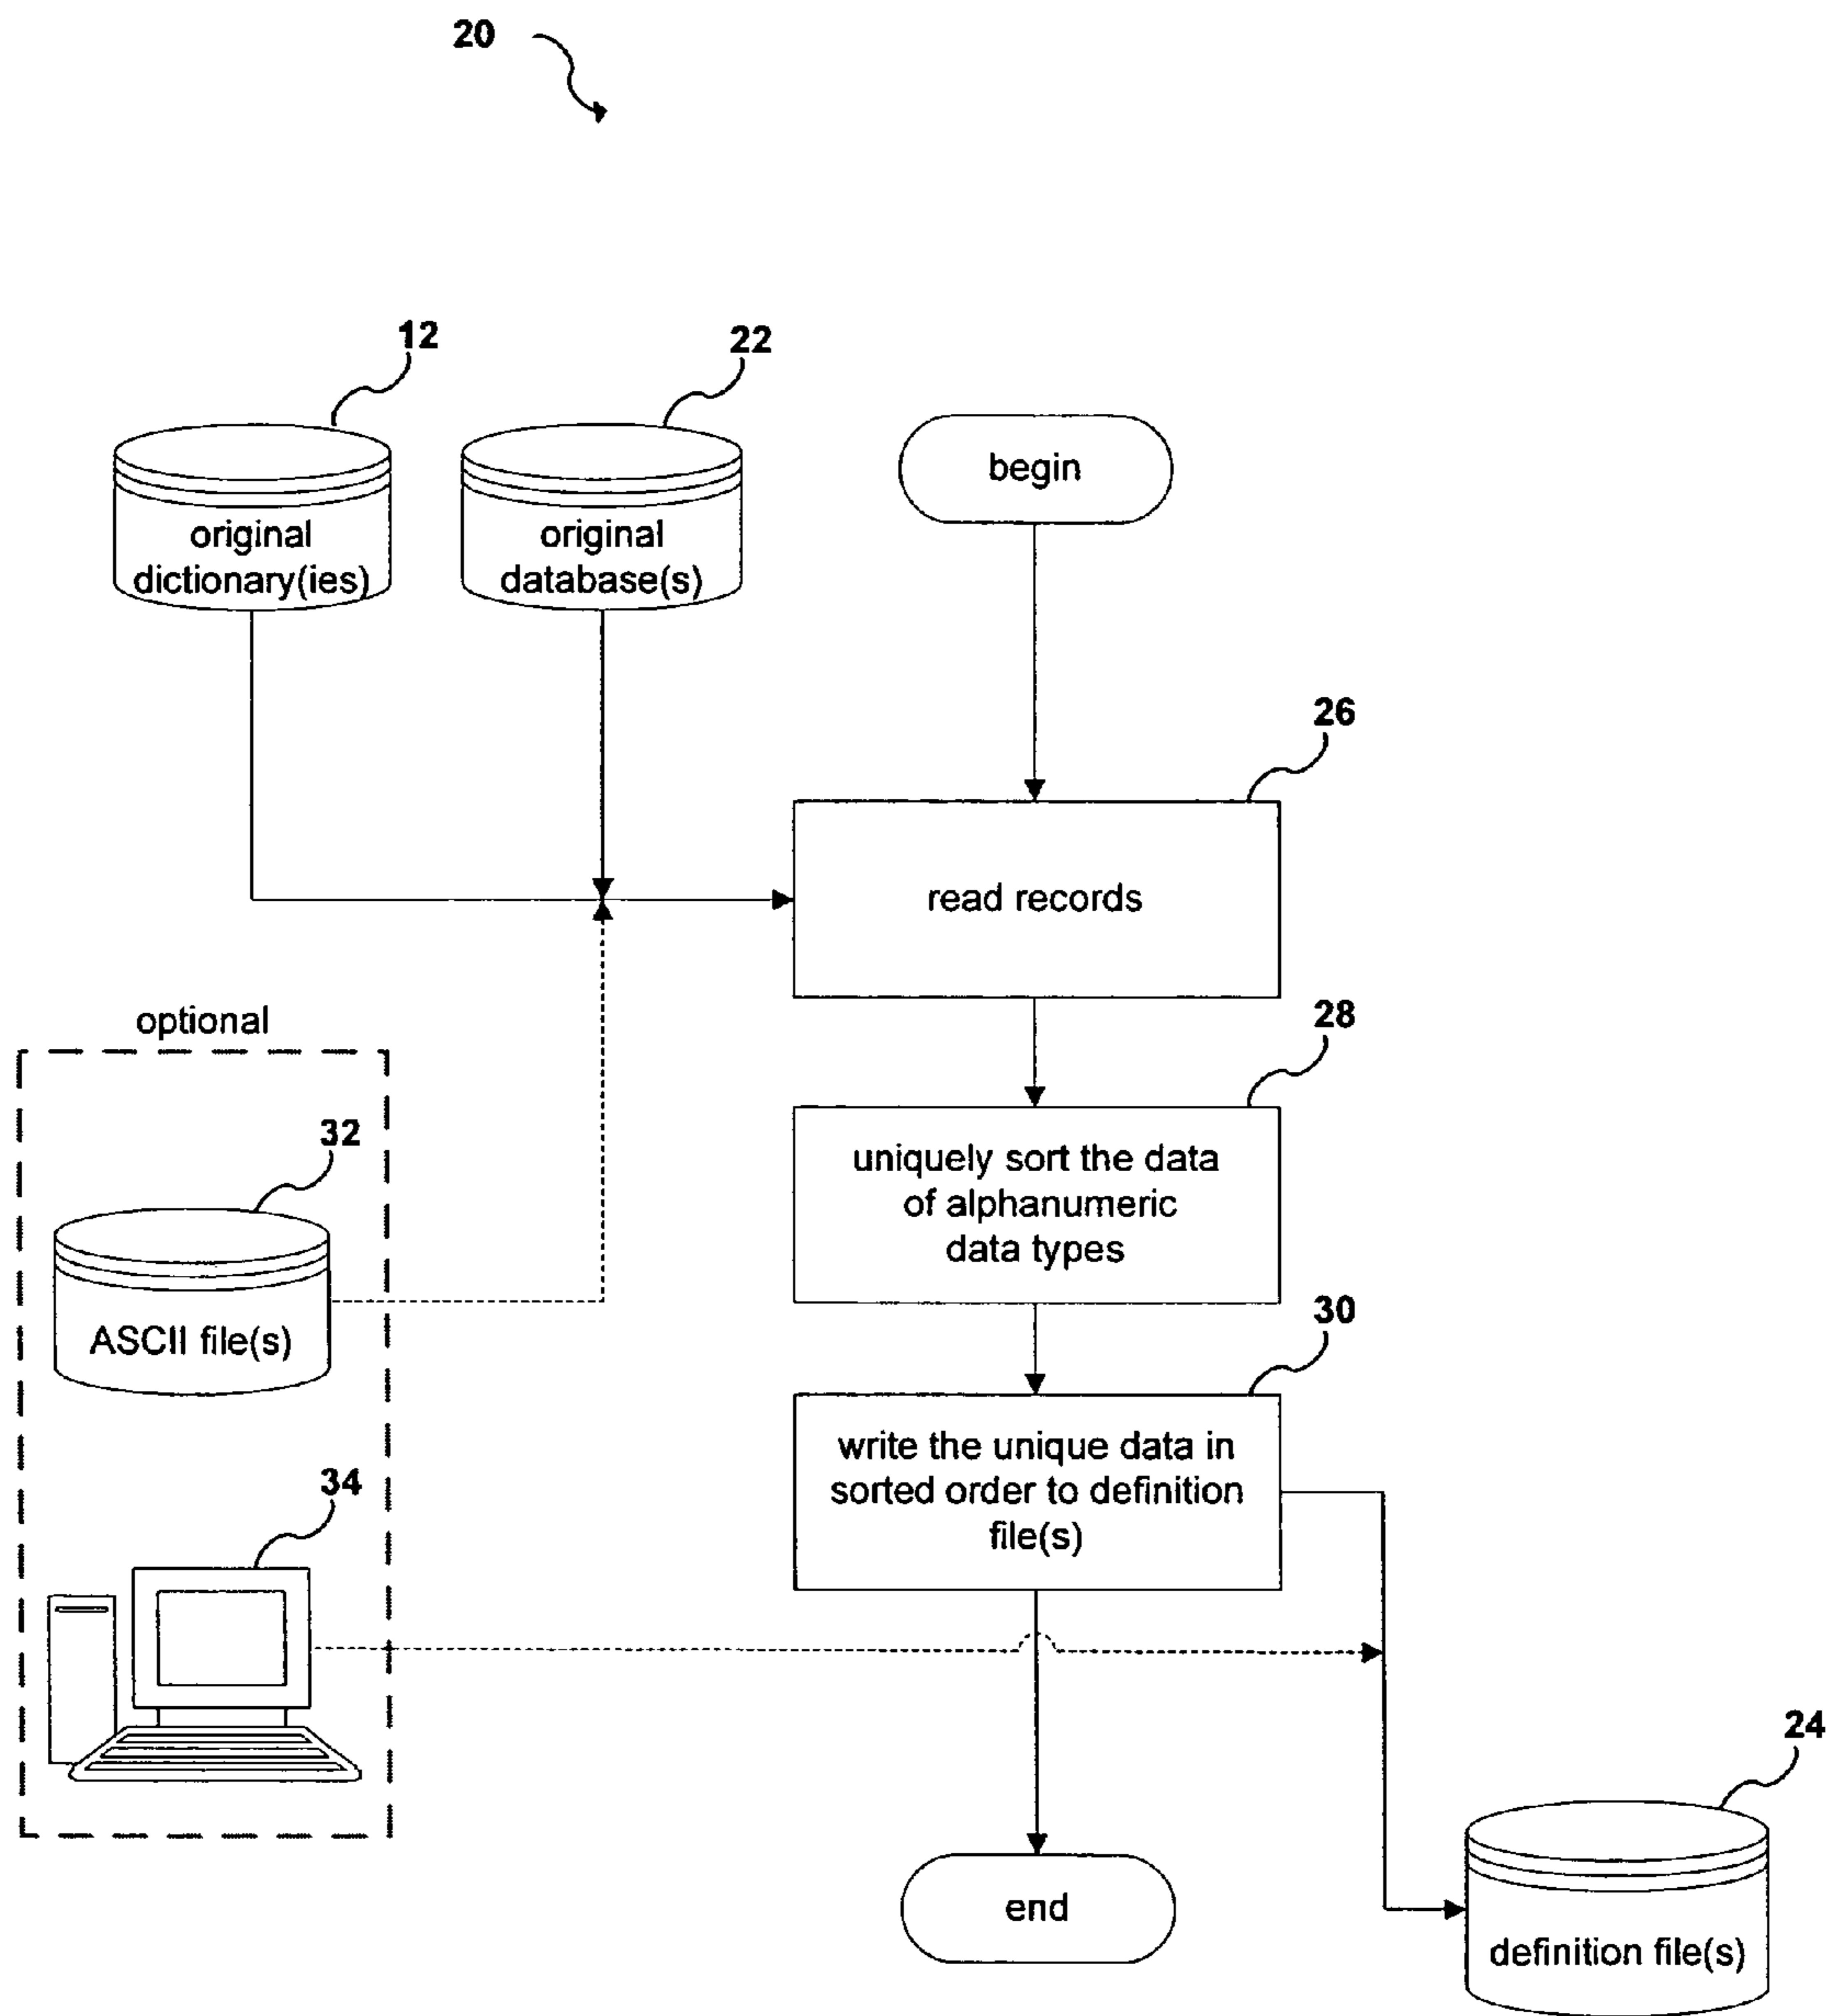 20
12
22
original
dictionary(ies)
original
database(s)
begin
26
read records
optional
28
uniquely sort the data
of alphanumeric
data types
32
ASCII file(s)
30
write the unique data in
sorted order to definition
file(s)
34
24
end
definition file(s)